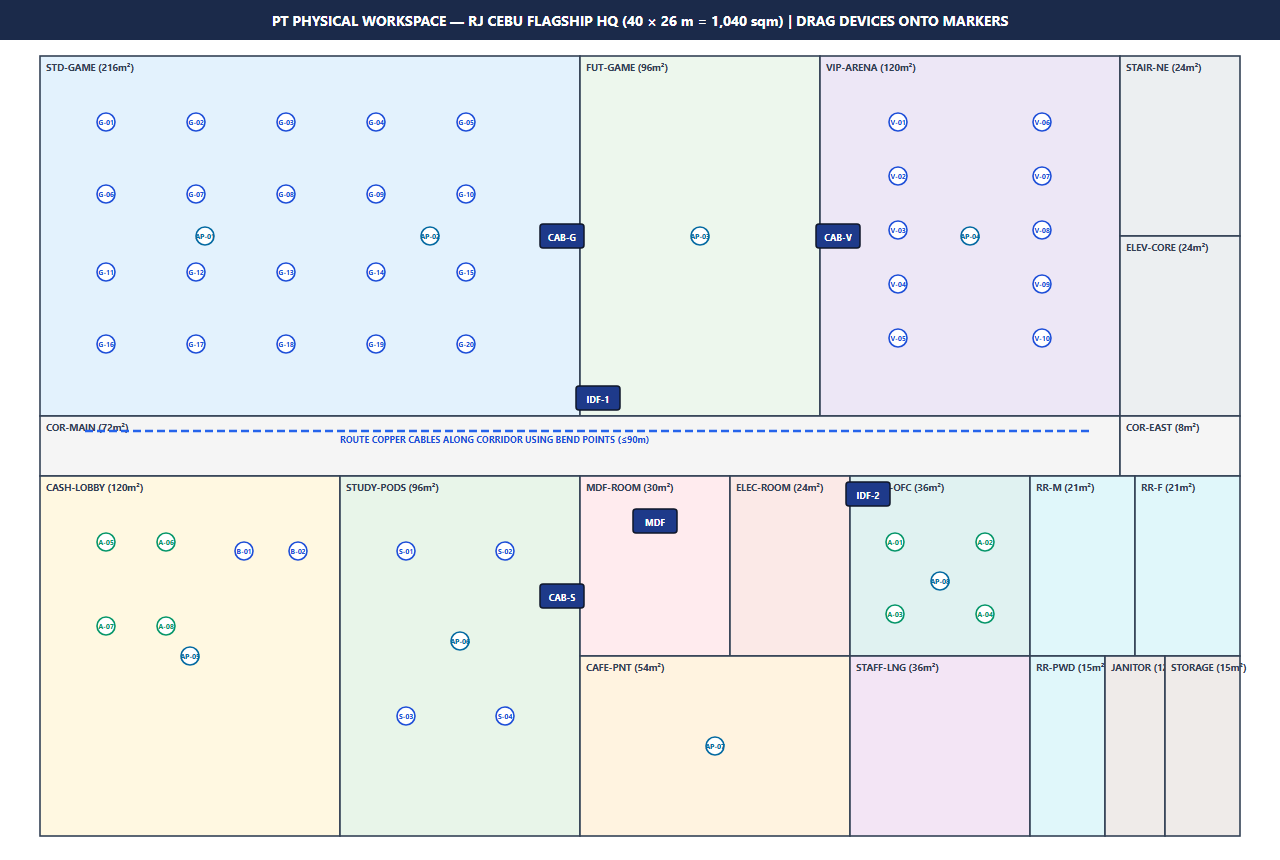 PT PHYSICAL WORKSPACE — RJ CEBU FLAGSHIP HQ (40 × 26 m = 1,040 sqm) | DRAG DEVICES ONTO MARKERS
STD-GAME (216m²)
FUT-GAME (96m²)
VIP-ARENA (120m²)
STAIR-NE (24m²)
G-01 G-02 G-03 G-04 G-05
V-01 V-06
V-02 V-07
G-06 G-07 G-08 G-09 G-10
V-03 V-08
AP-01 AP-02
CAB-G
AP-03
CAB-V
AP-04
ELEV-CORE (24m²)
G-11 G-12 G-13 G-14 G-15
V-04 V-09
V-05 V-10
G-16 G-17 G-18 G-19 G-20
IDF-1
COR-MAIN (72m²)
COR-EAST (8m²)
ROUTE COPPER CABLES ALONG CORRIDOR USING BEND POINTS (≤90m)
CASH-LOBBY (120m²)
STUDY-PODS (96m²)
MDF-ROOM (30m²)
ELEC-ROOM (24m²)
IDF-2
-OFC (36m²)
RR-M (21m²)
RR-F (21m²)
MDF
A-05 A-06
B-01 B-02
S-01 S-02
A-01 A-02
AP-08
CAB-S
A-03 A-04
A-07 A-08
AP-05
AP-06
CAFE-PNT (54m²)
STAFF-LNG (36m²)
RR-PWD (15m²
JANITOR (12
STORAGE (15m²)
S-03 S-04
AP-07